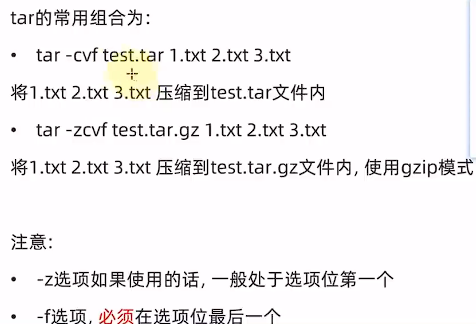 tar的常用组合为:
• tar -cvf test.tar 1.txt 2.txt 3.txt
将1.txt 2.txt 3.txt 压缩到test.tar文件内
• tar -zcvf test.tar.gz 1.txt 2.txt 3.txt
将1.txt 2.txt 3.txt 压缩到test.tar.gz文件内, 使用gzip模式
注意:
• -z选项如果使用的话, 一般处于选项位第一个
• -f选项, 必须在选项位最后一个